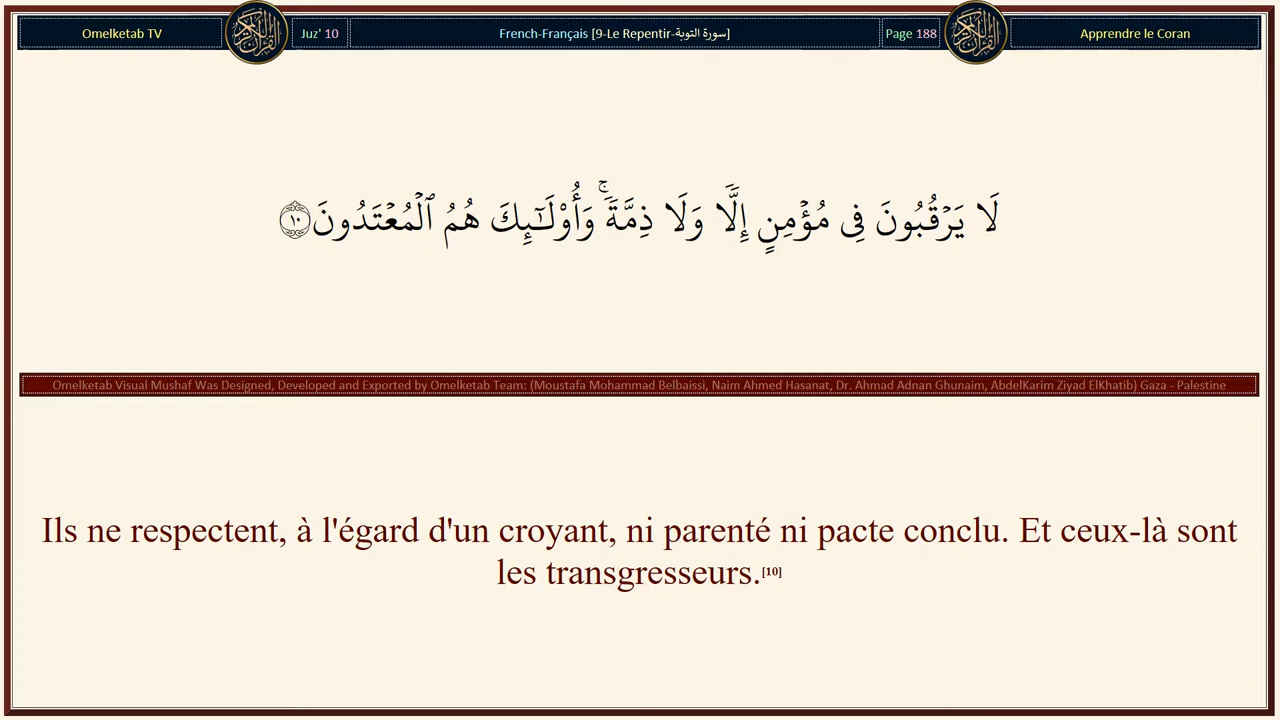 Omelketab TV
Juz' 10
French-Français [9-Le Repentir-سورة التوبة]
Page 188
Apprendre le Coran
لَا يَرۡقُبُونَ فِي مُؤۡمِنٍ إِلّٗا وَلَا ذِمَّةٗۚ وَأُوْلَٰٓئِكَ هُمُ ٱلۡمُعۡتَدُونَ ١٠
Omelketab Visual Mushaf Was Designed, Developed and Exported by Omelketab Team: (Moustafa Mohammad Belbaissi, Naim Ahmed Hasanat, Dr. Ahmad Adnan Ghunaim, AbdelKarim Ziyad ElKhatib) Gaza - Palestine
Ils ne respectent, à l'égard d'un croyant, ni parenté ni pacte conclu. Et ceux-là sont
les transgresseurs.[10]